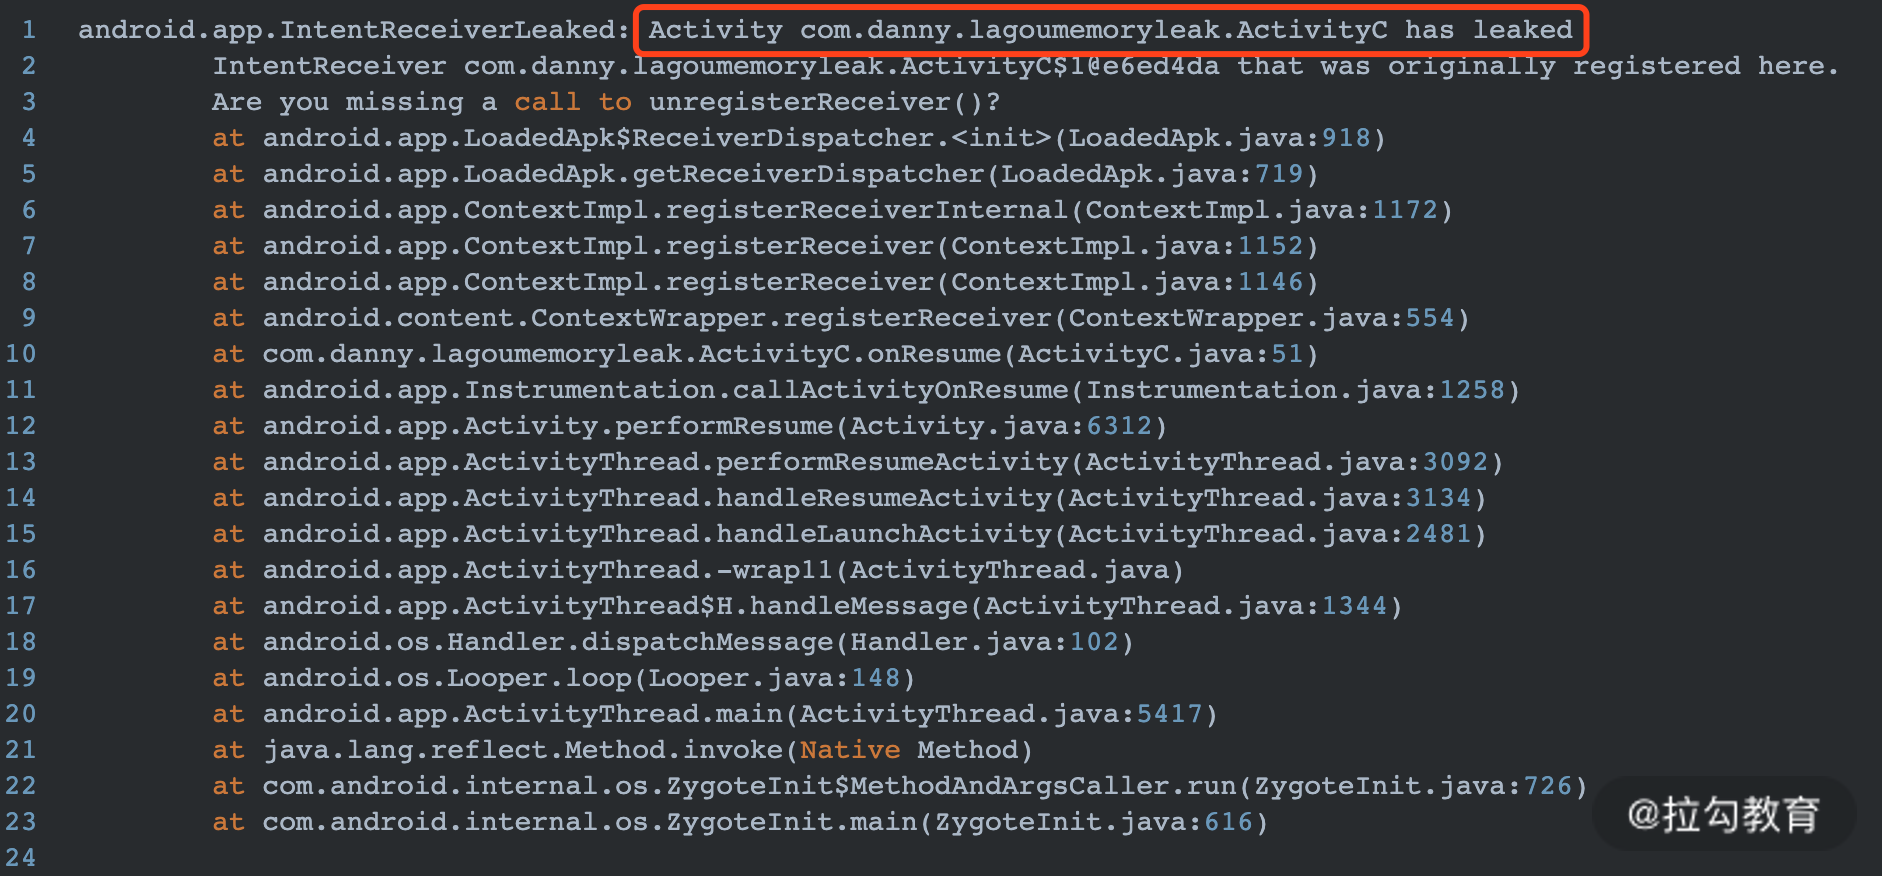 1 android.app.IntentReceiverLeaked: Activity com.danny.lagoumemoryleak.ActivityC has leaked
2 IntentReceiver com.danny.lagoumemoryleak.ActivityC$1@e6ed4da that was originally registered here.
3 Are you missing a call to unregisterReceiver()?
4 at android.app.LoadedApk$ReceiverDispatcher.<init>(LoadedApk.java:918)
5 at android.app.LoadedApk.getReceiverDispatcher(LoadedApk.java:719)
6 at android.app.ContextImpl.registerReceiverInternal(ContextImpl.java:1172)
7 at android.app.ContextImpl.registerReceiver(ContextImpl.java:1152)
8 at android.app.ContextImpl.registerReceiver(ContextImpl.java:1146)
9 at android.content.ContextWrapper.registerReceiver(ContextWrapper.java:554)
10 at com.danny.lagoumemoryleak.ActivityC.onResume(ActivityC.java:51)
11 at android.app.Instrumentation.callActivityOnResume(Instrumentation.java:1258)
12 at android.app.Activity.performResume(Activity.java:6312)
13 at android.app.ActivityThread.performResumeActivity(ActivityThread.java:3092)
14 at android.app.ActivityThread.handleResumeActivity(ActivityThread.java:3134)
15 at android.app.ActivityThread.handleLaunchActivity(ActivityThread.java:2481)
16 at android.app.ActivityThread.-wrap11(ActivityThread.java)
17 at android.app.ActivityThread$H.handleMessage(ActivityThread.java:1344)
18 at android.os.Handler.dispatchMessage(Handler.java:102)
19 at android.os.Looper.loop(Looper.java:148)
20 at android.app.ActivityThread.main(ActivityThread.java:5417)
21 at java.lang.reflect.Method.invoke(Native Method)
22 at com.android.internal.os.ZygoteInit$MethodAndArgsCaller.run(ZygoteInit.java:726)
23 at com.android.internal.os.ZygoteInit.main(ZygoteInit.java:616)
24
@拉勾教育